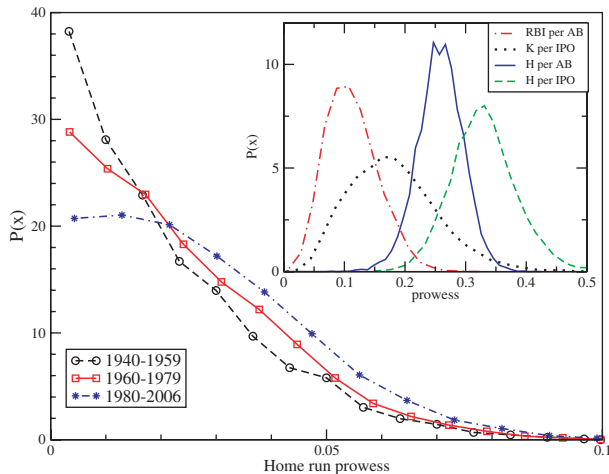 40
30
20
10
0
P(x)
0
0.05
0.1
Home run prowess
1940-1959
1960-1979
1980-2006
10
5
0
P(x)
0
0.1
0.2
0.3
0.4
0.5
prowess
RBI per AB
K per IPO
H per AB
H per IPO